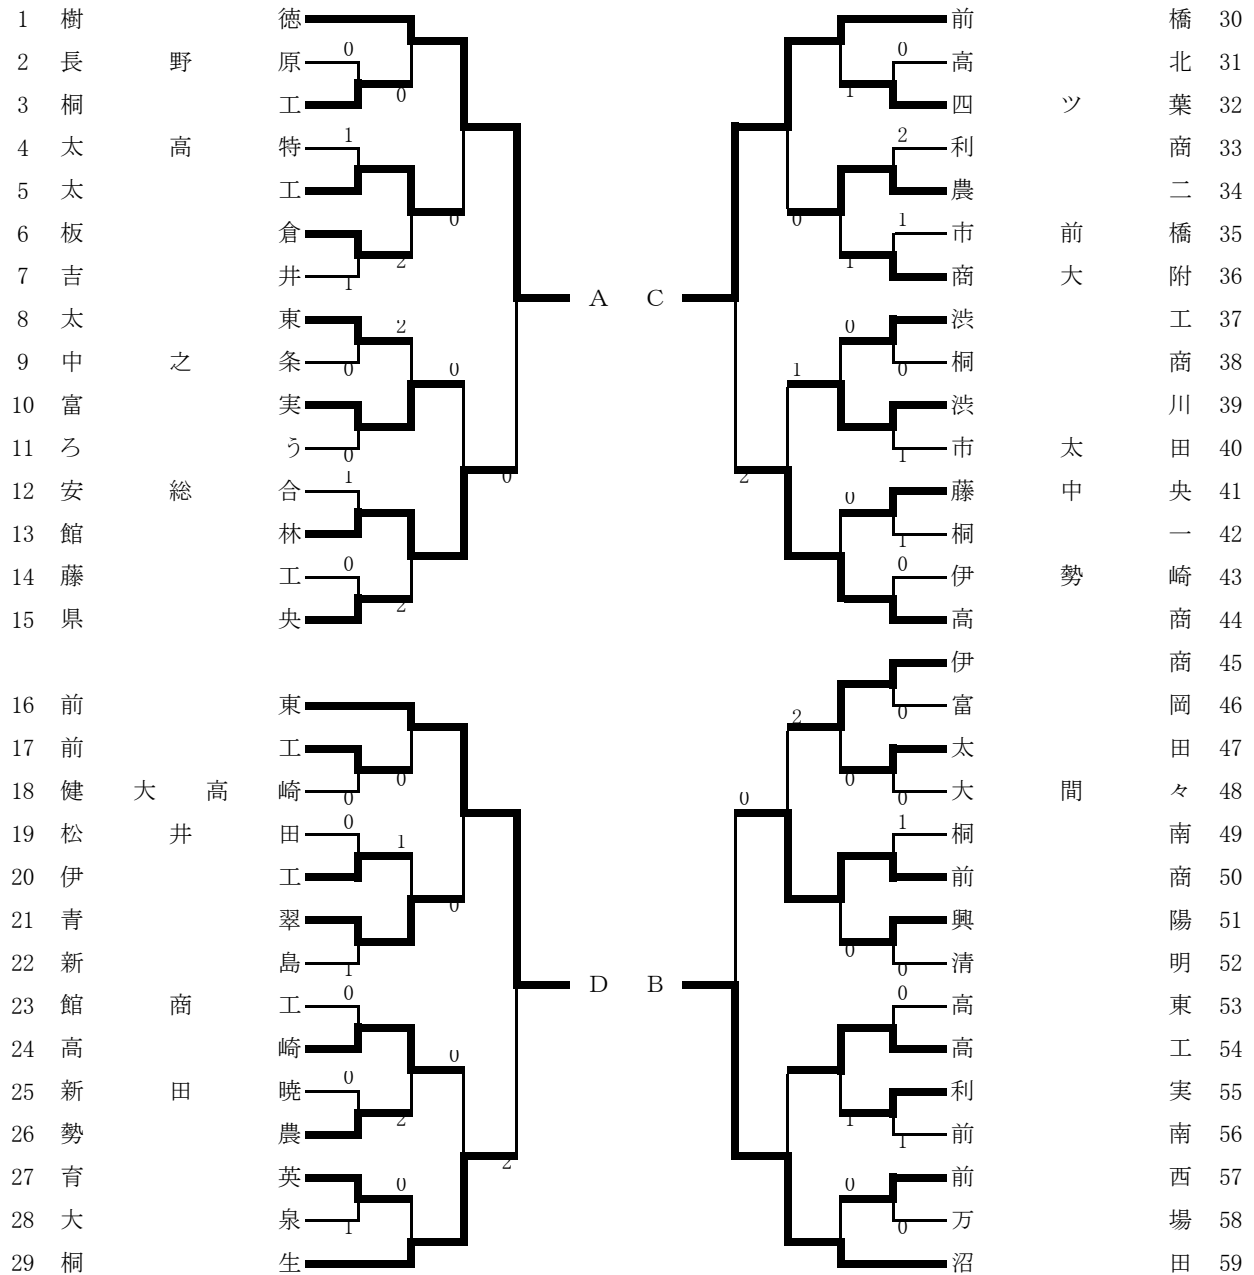 1 樹 徳
2 長 野 原 0
3 桐 工 0
4 太 高 特 1
5 太 工 0
6 板 倉 2
7 吉 井 1
A
8 太 東 2
9 中 之 条 0
0
10 富 実
11 ろ う 0
0
12 安 総 合 1
13 館 林
14 藤 工 0
15 県 央 2
16 前 東
17 前 工 0
18 健 大 高 崎 0
19 松 井 田 0
1
20 伊 工
0
21 青 翠
22 新 島 1
D
23 館 商 工 0
24 高 崎
0
25 新 田 暁 0
26 勢 農 2
2
27 育 英 0
28 大 泉 1
29 桐 生
前 橋 30
0 高 北 31
1 四 ツ 葉 32
2 利 商 33
農 二 34
0 1 市 前 橋 35
1 商 大 附 36
C
0 渋 工 37
1 0 桐 商 38
渋 川 39
1 市 太 田 40
2
0 藤 中 央 41
1 桐 一 42
0 伊 勢 崎 43
高 商 44
伊 商 45
2 0 富 岡 46
0 太 田 47
0 0 大 間 々 48
1 桐 南 49
前 商 50
0 興 陽 51
0 清 明 52
B
0 高 東 53
高 工 54
1 利 実 55
1 前 南 56
0 前 西 57
0 万 場 58
沼 田 59